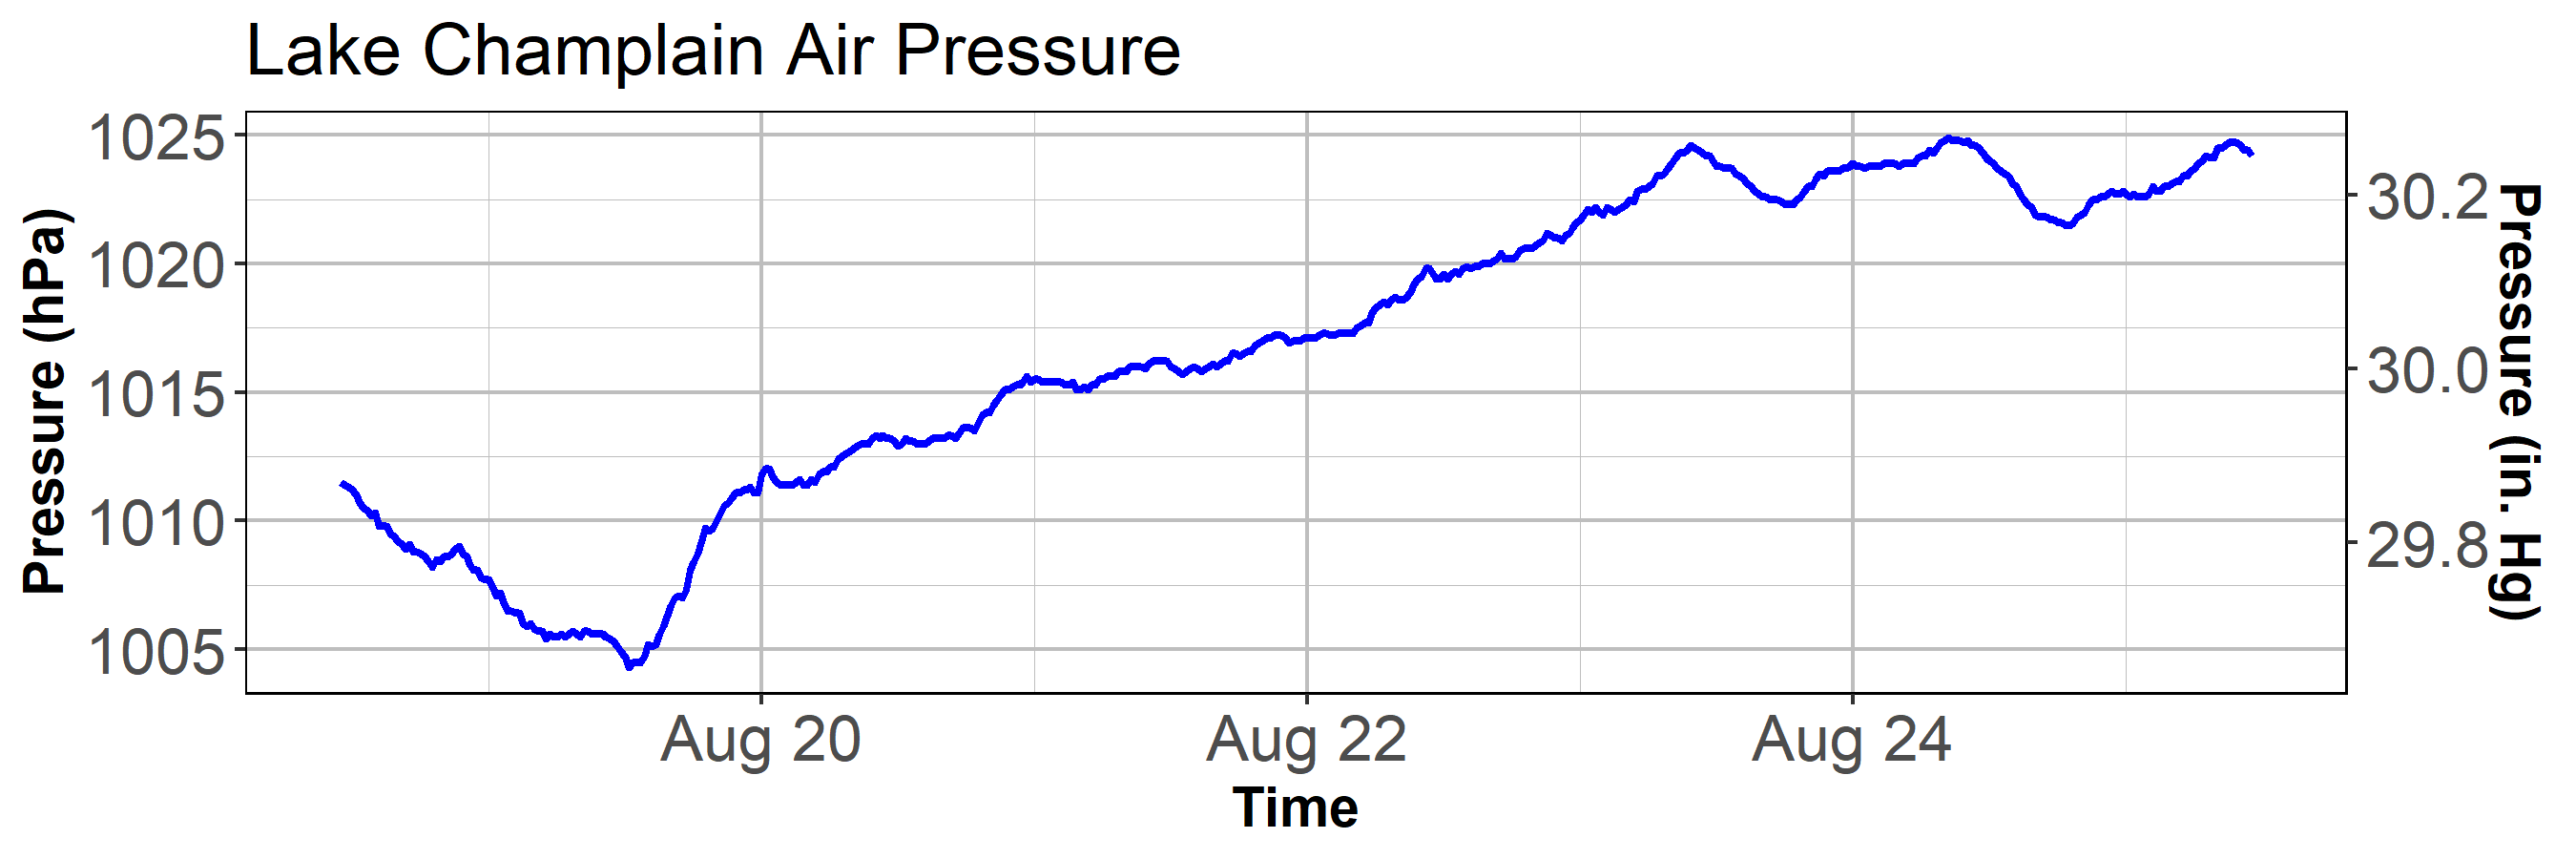 Lake Champlain Air Pressure
Pressure (hPa)
1025
1020
1015
1010
1005
30.2
30.0
29.8
Pressure (in. Hg)
Aug 20
Aug 22
Aug 24
Time